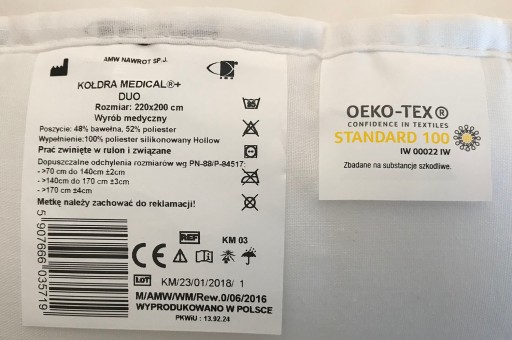 AMW NAWROT SP.J.
KOŁDRA MEDICAL®+
DUO
Rozmiar: 220x200 cm
Wyrób medyczny
Poszycie: 48% bawełna, 52% poliester
Wypełnienie:100% poliester silikonowany Hollow
Prać zwinięte w rulon i związane
Dopuszczalne odchylenia rozmiarów wg PN-88/P-84517:
- >70 cm do 140cm ±2cm
- >140cm do 170 cm ±3cm
- >170 cm ±4cm
Metkę należy zachować do reklamacji!
5 907666 035719
REF KM 03
CE
LOT KM/23/01/2018/ 1
M/AMW/WM/Rew.0/06/2016
WYPRODUKOWANO W POLSCE
PKWiU : 13.92.24
OEKO-TEX®
CONFIDENCE IN TEXTILES
STANDARD 100
IW 00022 IW
Zbadane na substancje szkodliwe.